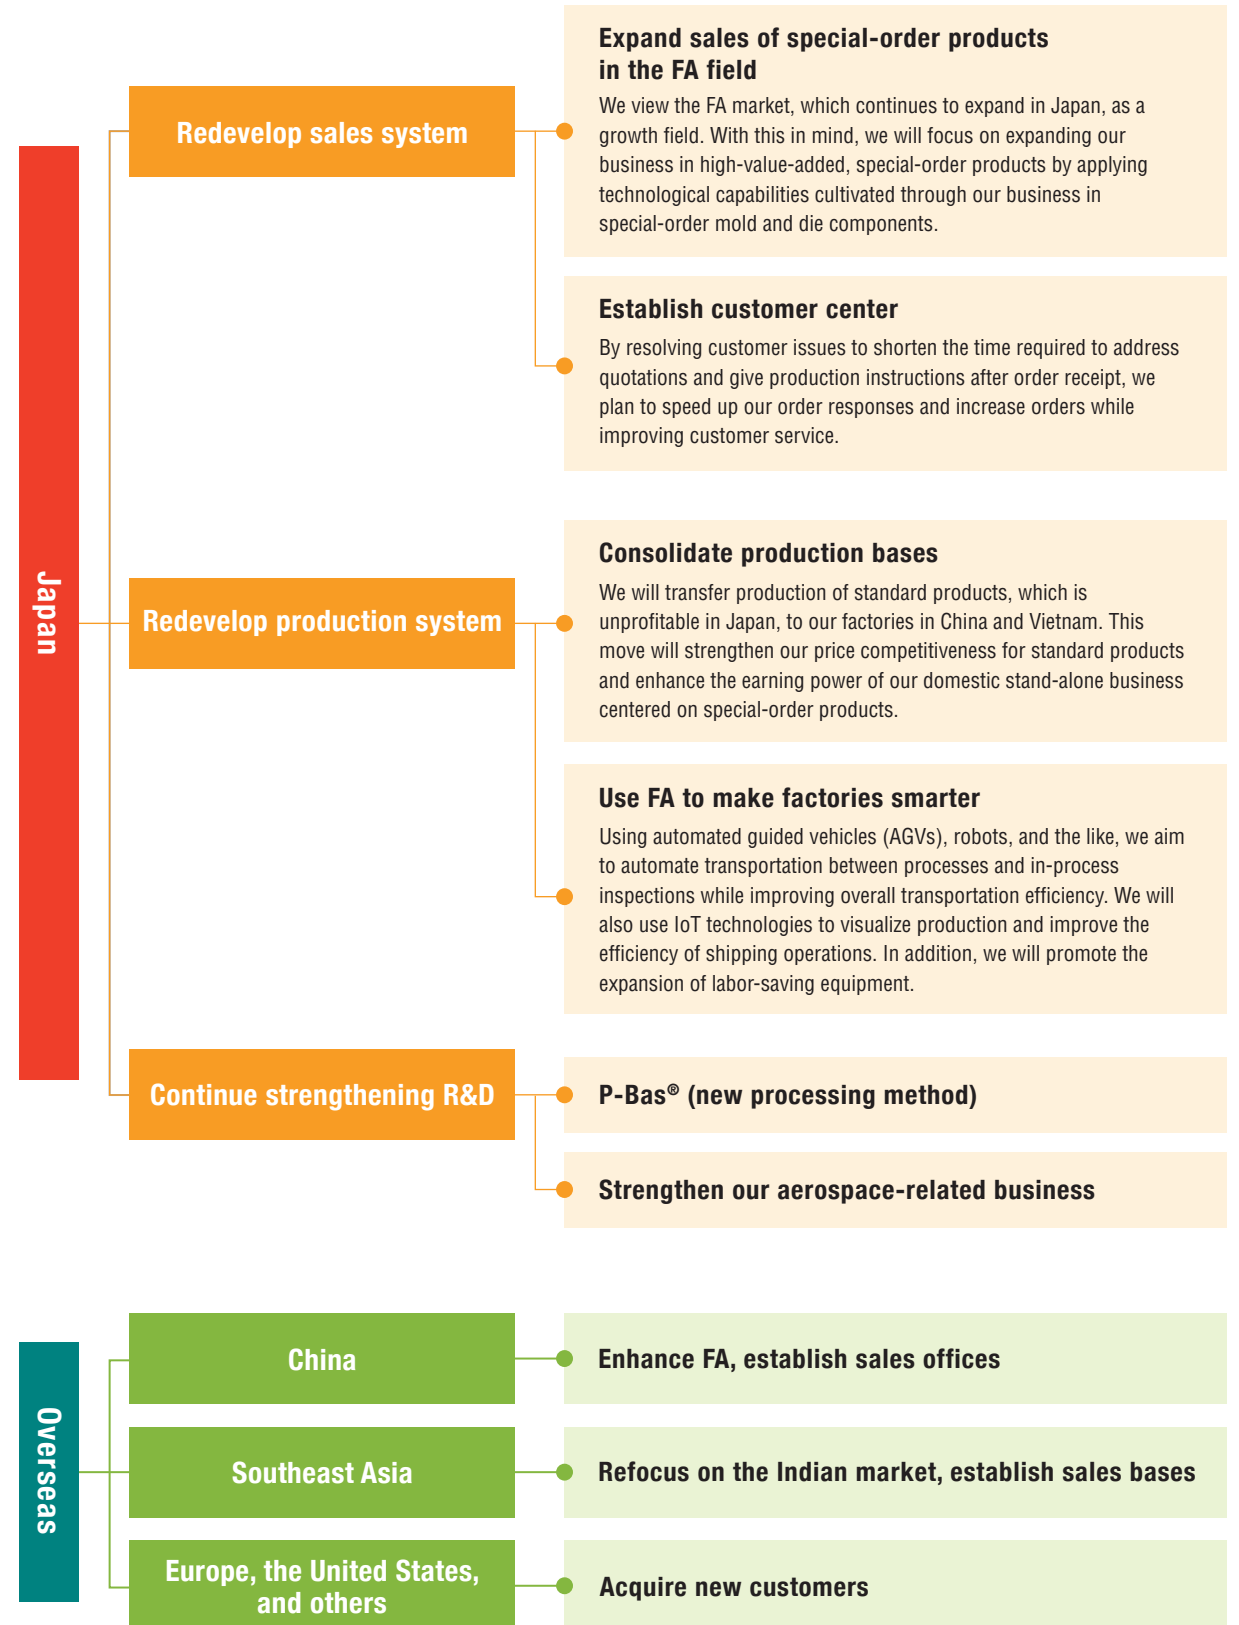 Japan
Redevelop sales system
Expand sales of special-order products
in the FA field
We view the FA market, which continues to expand in Japan, as a
growth field. With this in mind, we will focus on expanding our
business in high-value-added, special-order products by applying
technological capabilities cultivated through our business in
special-order mold and die components.
Establish customer center
By resolving customer issues to shorten the time required to address
quotations and give production instructions after order receipt, we
plan to speed up our order responses and increase orders while
improving customer service.
Redevelop production system
Consolidate production bases
We will transfer production of standard products, which is
unprofitable in Japan, to our factories in China and Vietnam. This
move will strengthen our price competitiveness for standard products
and enhance the earning power of our domestic stand-alone business
centered on special-order products.
Use FA to make factories smarter
Using automated guided vehicles (AGVs), robots, and the like, we aim
to automate transportation between processes and in-process
inspections while improving overall transportation efficiency. We will
also use IoT technologies to visualize production and improve the
efficiency of shipping operations. In addition, we will promote the
expansion of labor-saving equipment.
Continue strengthening R&D
P-Bas® (new processing method)
Strengthen our aerospace-related business
Overseas
China
Enhance FA, establish sales offices
Southeast Asia
Refocus on the Indian market, establish sales bases
Europe, the United States,
and others
Acquire new customers